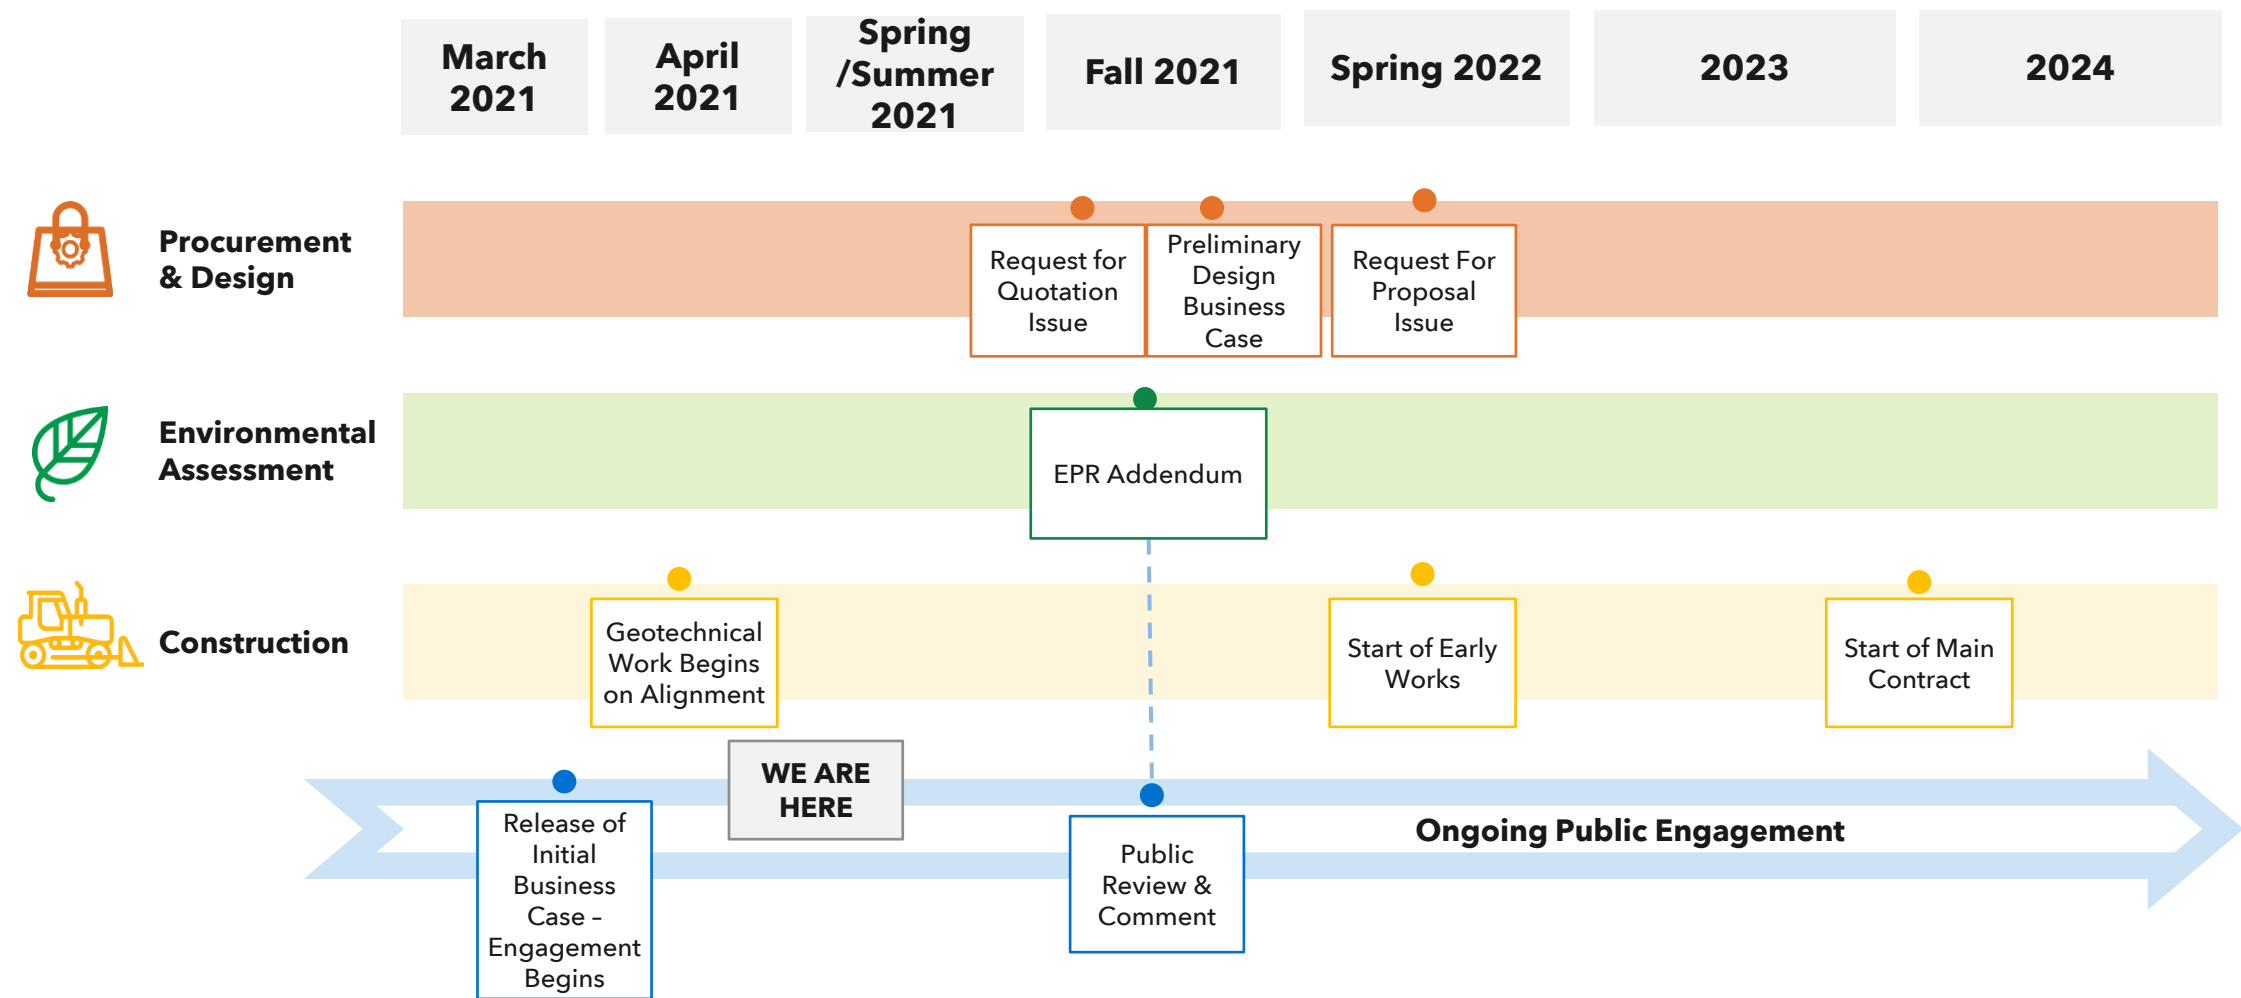 March
2021
April
2021
Spring
/Summer
2021
Fall 2021
Spring 2022
2023
2024
Procurement
& Design
Request for
Quotation
Issue
Preliminary
Design
Business
Case
Request For
Proposal
Issue
Environmental
Assessment
EPR Addendum
Construction
Geotechnical
Work Begins
on Alignment
Start of Early
Works
Start of Main
Contract
WE ARE
HERE
Release of
Initial
Business
Case –
Engagement
Begins
Public
Review &
Comment
Ongoing Public Engagement